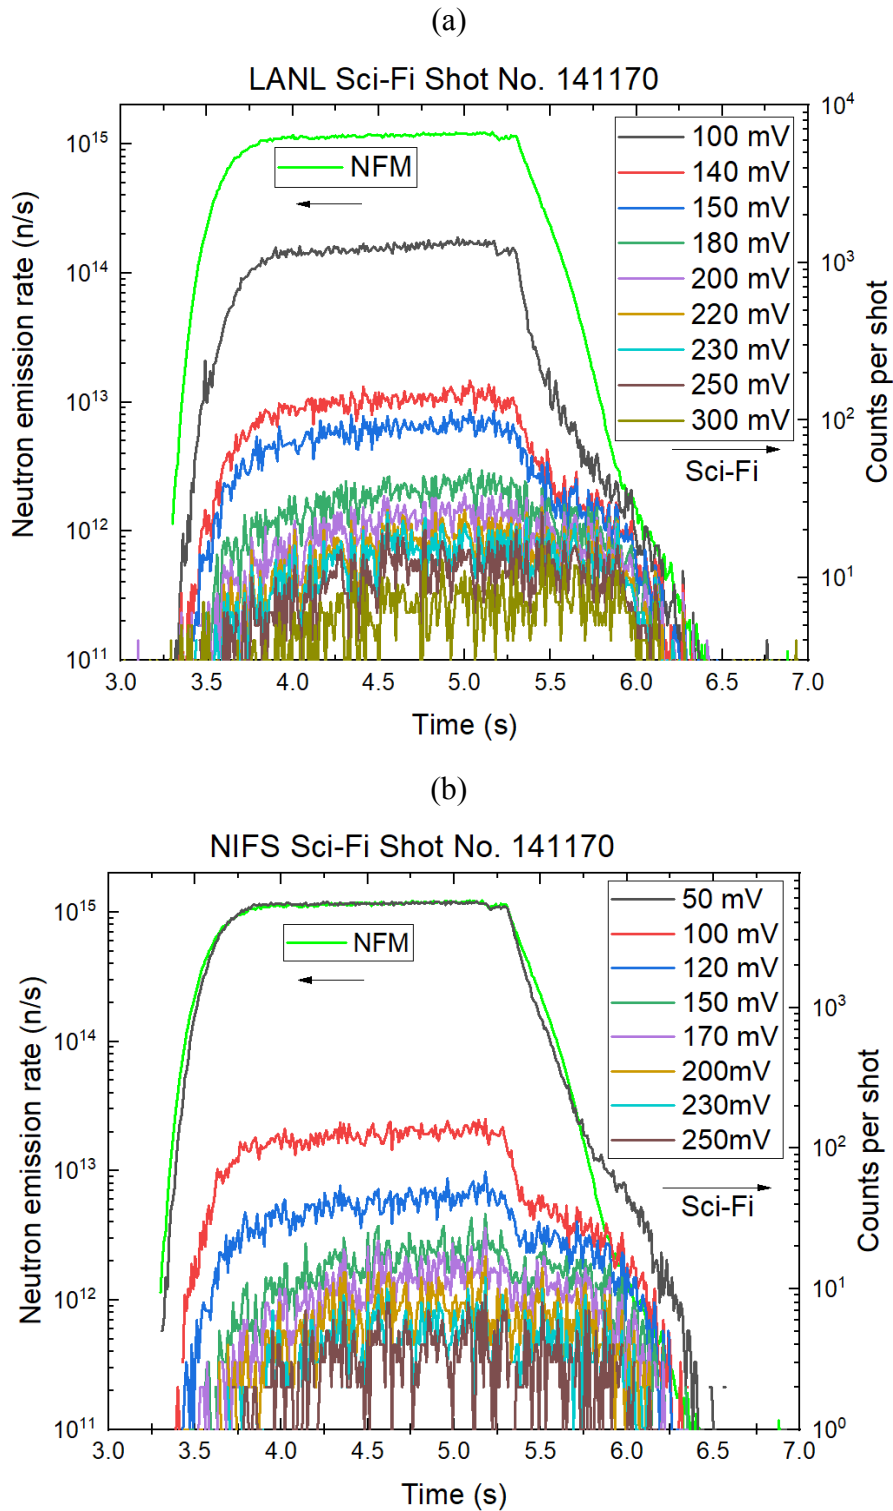 (a)
LANL Sci-Fi Shot No. 141170
10^15
10^14
10^13
10^12
10^11
Neutron emission rate (n/s)
NFM
100 mV
140 mV
150 mV
180 mV
200 mV
220 mV
230 mV
250 mV
300 mV
Sci-Fi
10^4
10^3
10^2
10^1
Counts per shot
3.0 3.5 4.0 4.5 5.0 5.5 6.0 6.5 7.0
Time (s)
(b)
NIFS Sci-Fi Shot No. 141170
10^15
10^14
10^13
10^12
10^11
Neutron emission rate (n/s)
NFM
50 mV
100 mV
120 mV
150 mV
170 mV
200mV
230mV
250mV
Sci-Fi
10^3
10^2
10^1
10^0
Counts per shot
3.0 3.5 4.0 4.5 5.0 5.5 6.0 6.5 7.0
Time (s)